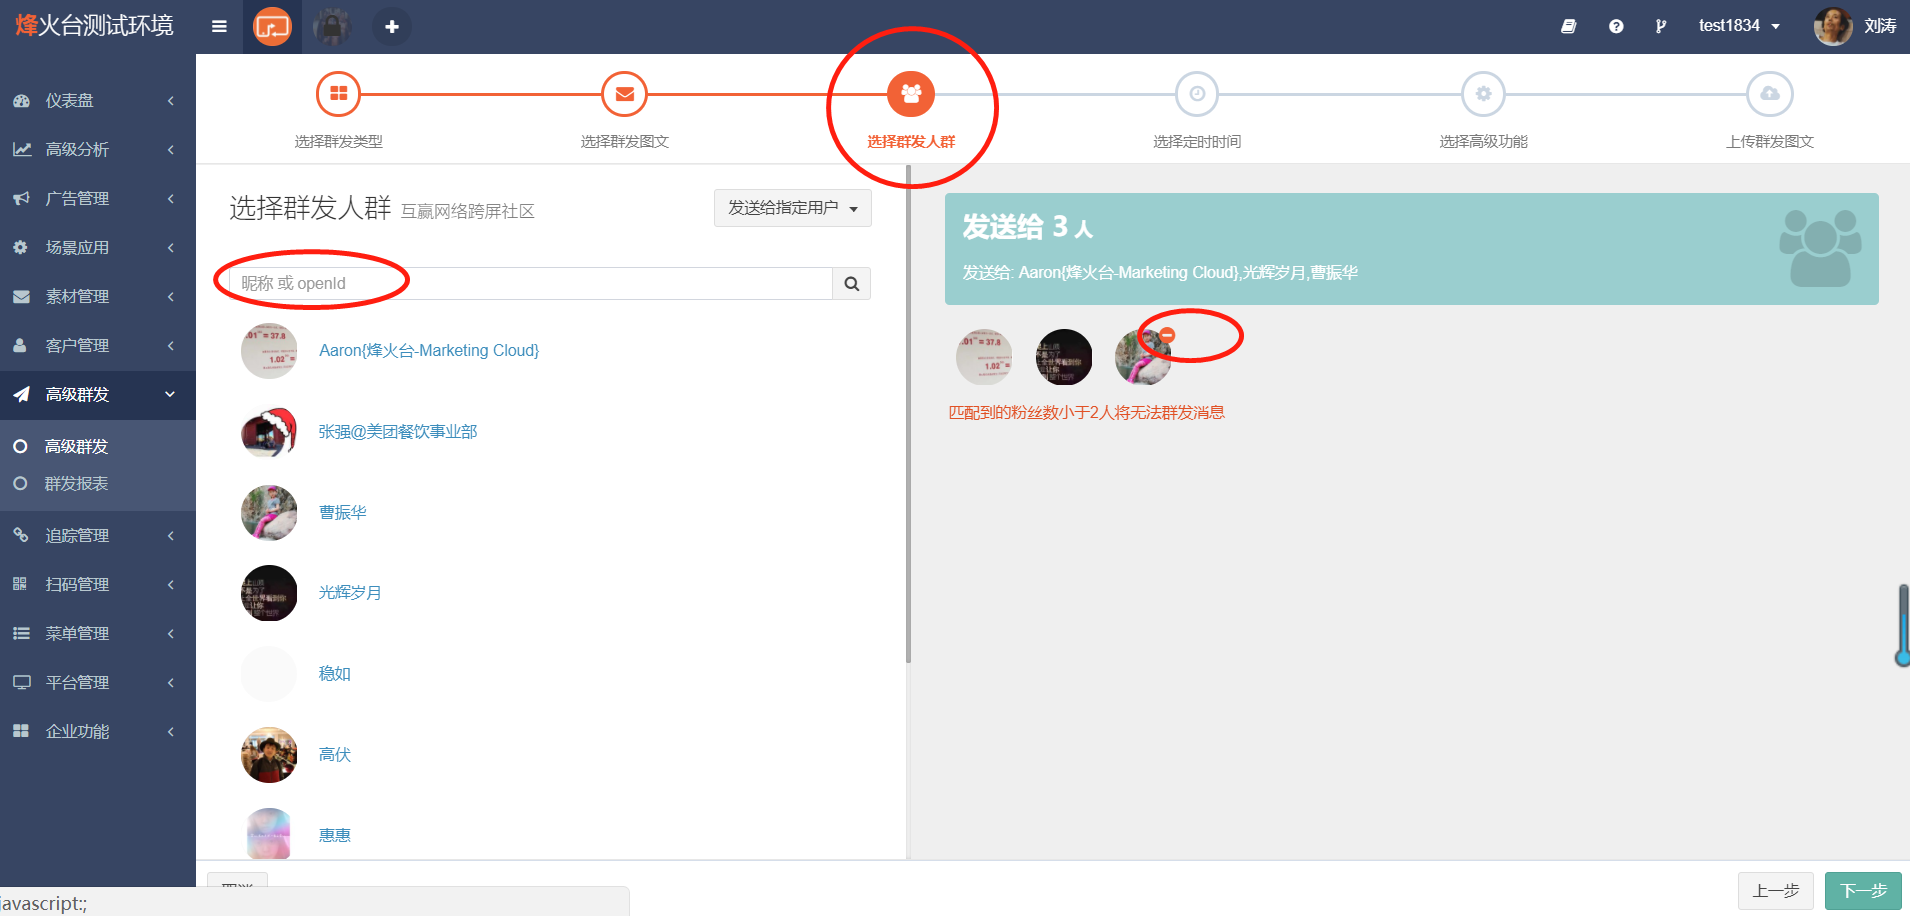 烽火台测试环境
test1834
刘涛
仪表盘
高级分析
广告管理
场景应用
素材管理
客户管理
高级群发
高级群发
群发报表
追踪管理
扫码管理
菜单管理
平台管理
企业功能
选择群发类型
选择群发图文
选择群发人群
选择定时时间
选择高级功能
上传群发图文
选择群发人群 互赢网络跨屏社区
发送给指定用户
昵称 或 openId
Aaron{烽火台-Marketing Cloud}
张强@美团餐饮事业部
曹振华
光辉岁月
稳如
高伏
惠惠
发送给 3 人
发送给: Aaron{烽火台-Marketing Cloud},光辉岁月,曹振华
匹配到的粉丝数小于2人将无法群发消息
上一步
下一步
javascript:;